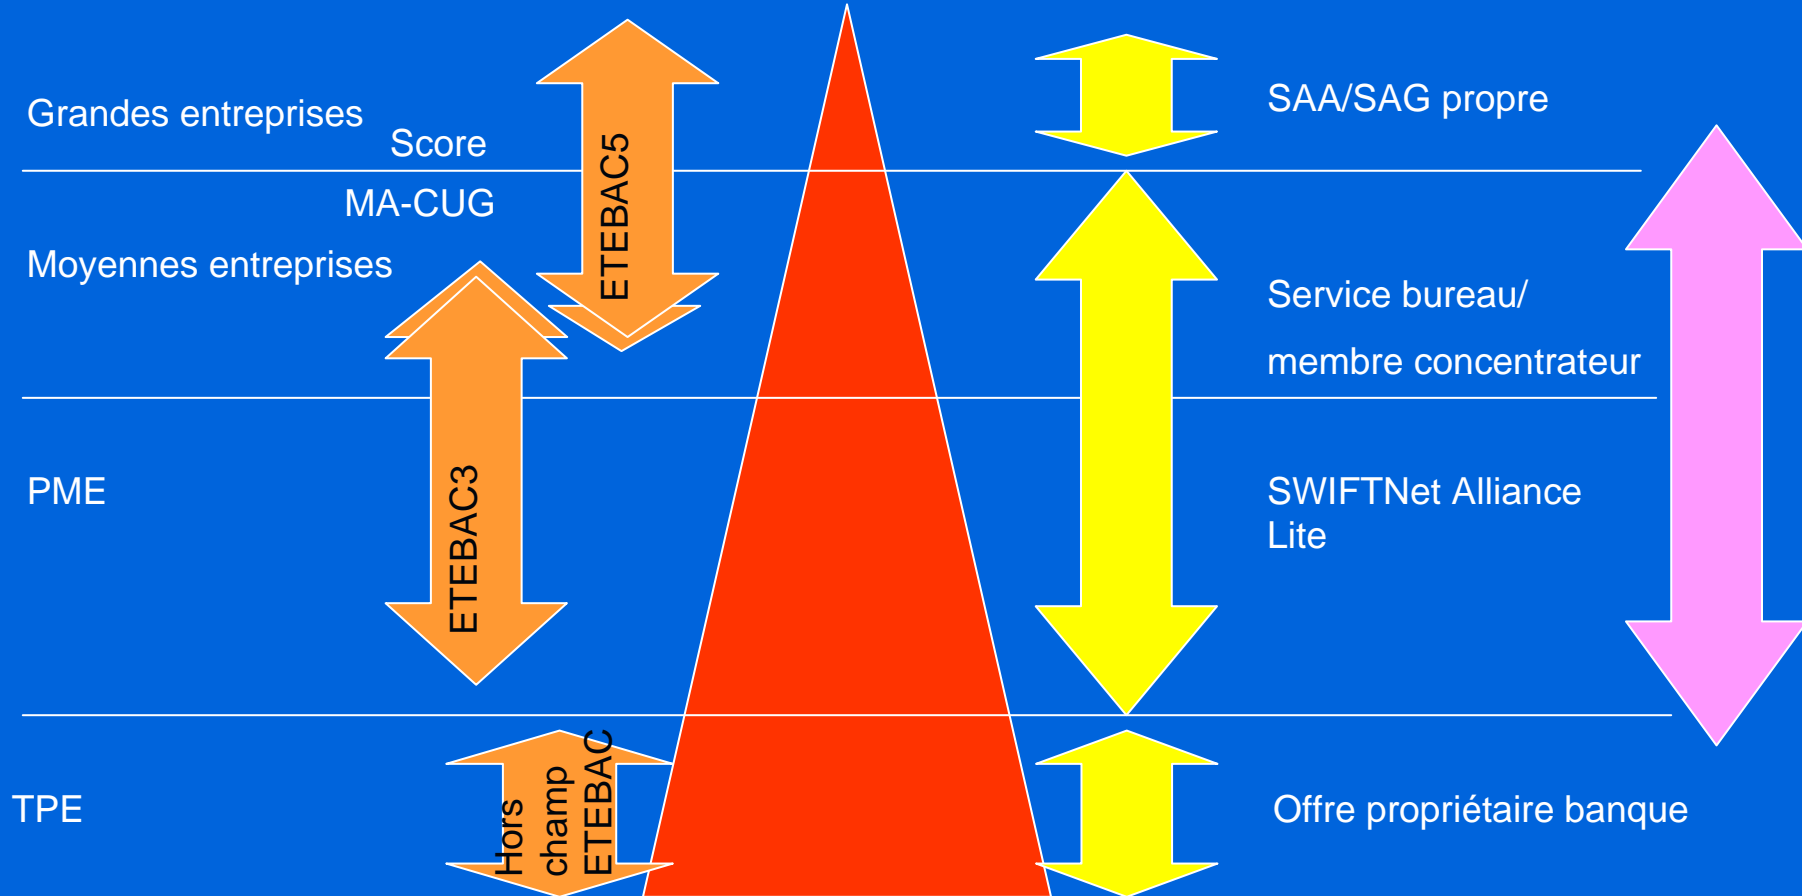 Grandes entreprises
Score
ETEBAC5
SAA/SAG propre
MA-CUG
Moyennes entreprises
Service bureau/
membre concentrateur
PME
ETEBAC3
SWIFTNet Alliance
Lite
TPE
Hors
champ
ETEBAC
Offre propriétaire banque